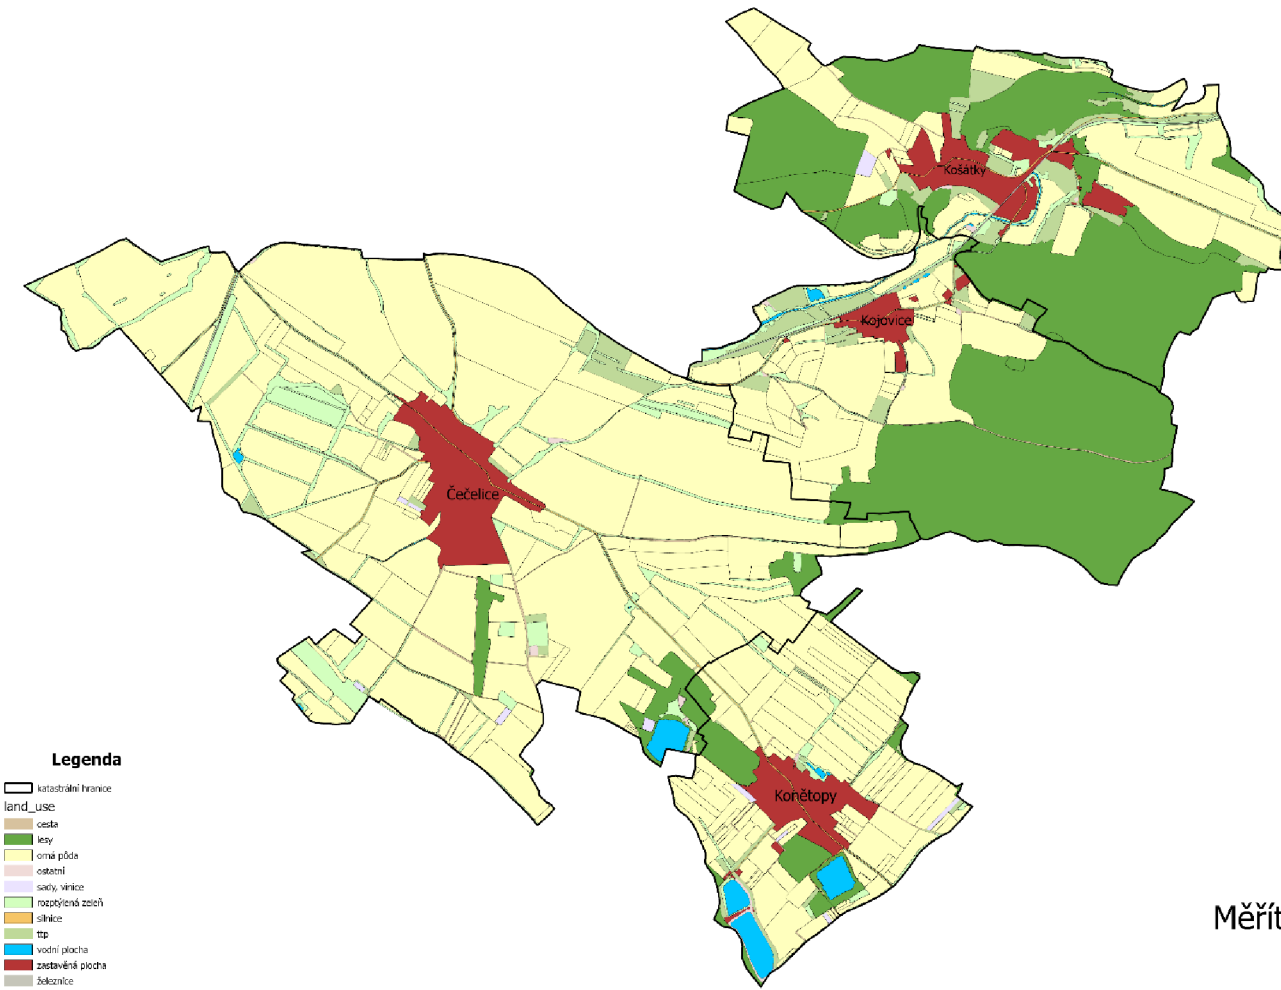 Košátky
Kojovice
Čečelice
Konětopy
Měřít
Legenda
katastrální hranice
land_use
cesta
lesy
orná pôda
ostatní
sady, vinice
rozptýlená zeleň
silnice
ttp
vodní plocha
zastavěná plocha
železnice